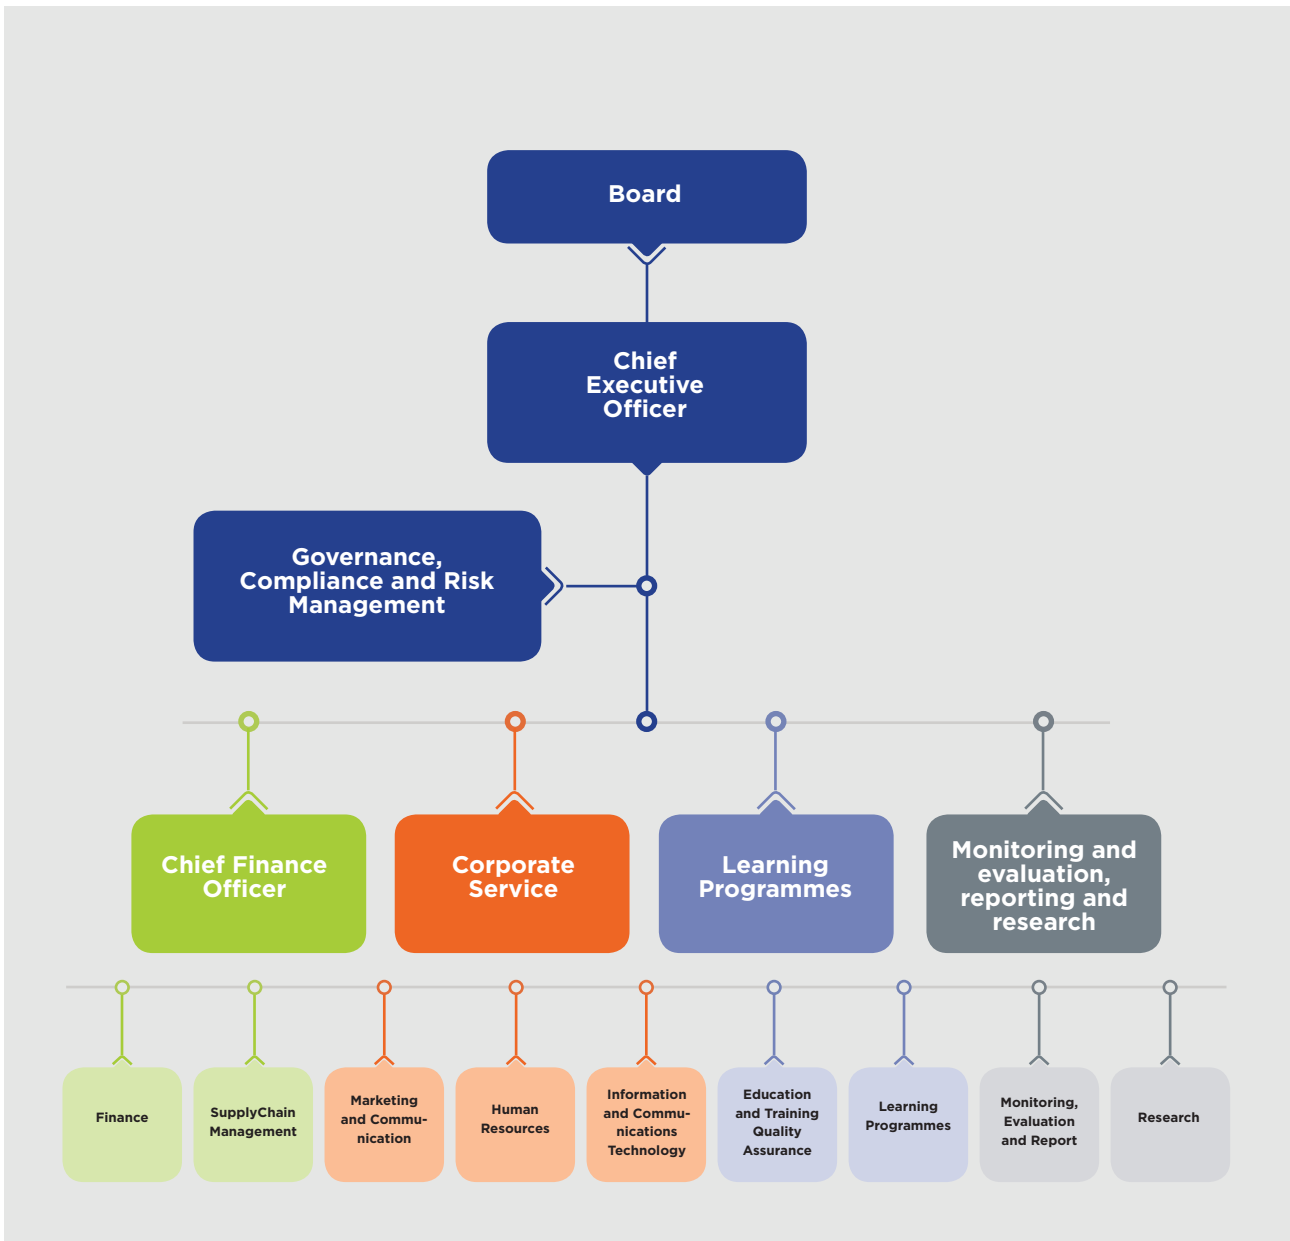 Board
Chief
Executive
Officer
Governance,
Compliance and Risk
Management
Chief Finance
Officer
Corporate
Service
Learning
Programmes
Monitoring and
evaluation,
reporting and
research
Finance
SupplyChain
Management
Marketing
and Commu-
nication
Human
Resources
Information
and Commu-
nications
Technology
Education
and Training
Quality
Assurance
Learning
Programmes
Monitoring,
Evaluation
and Report
Research